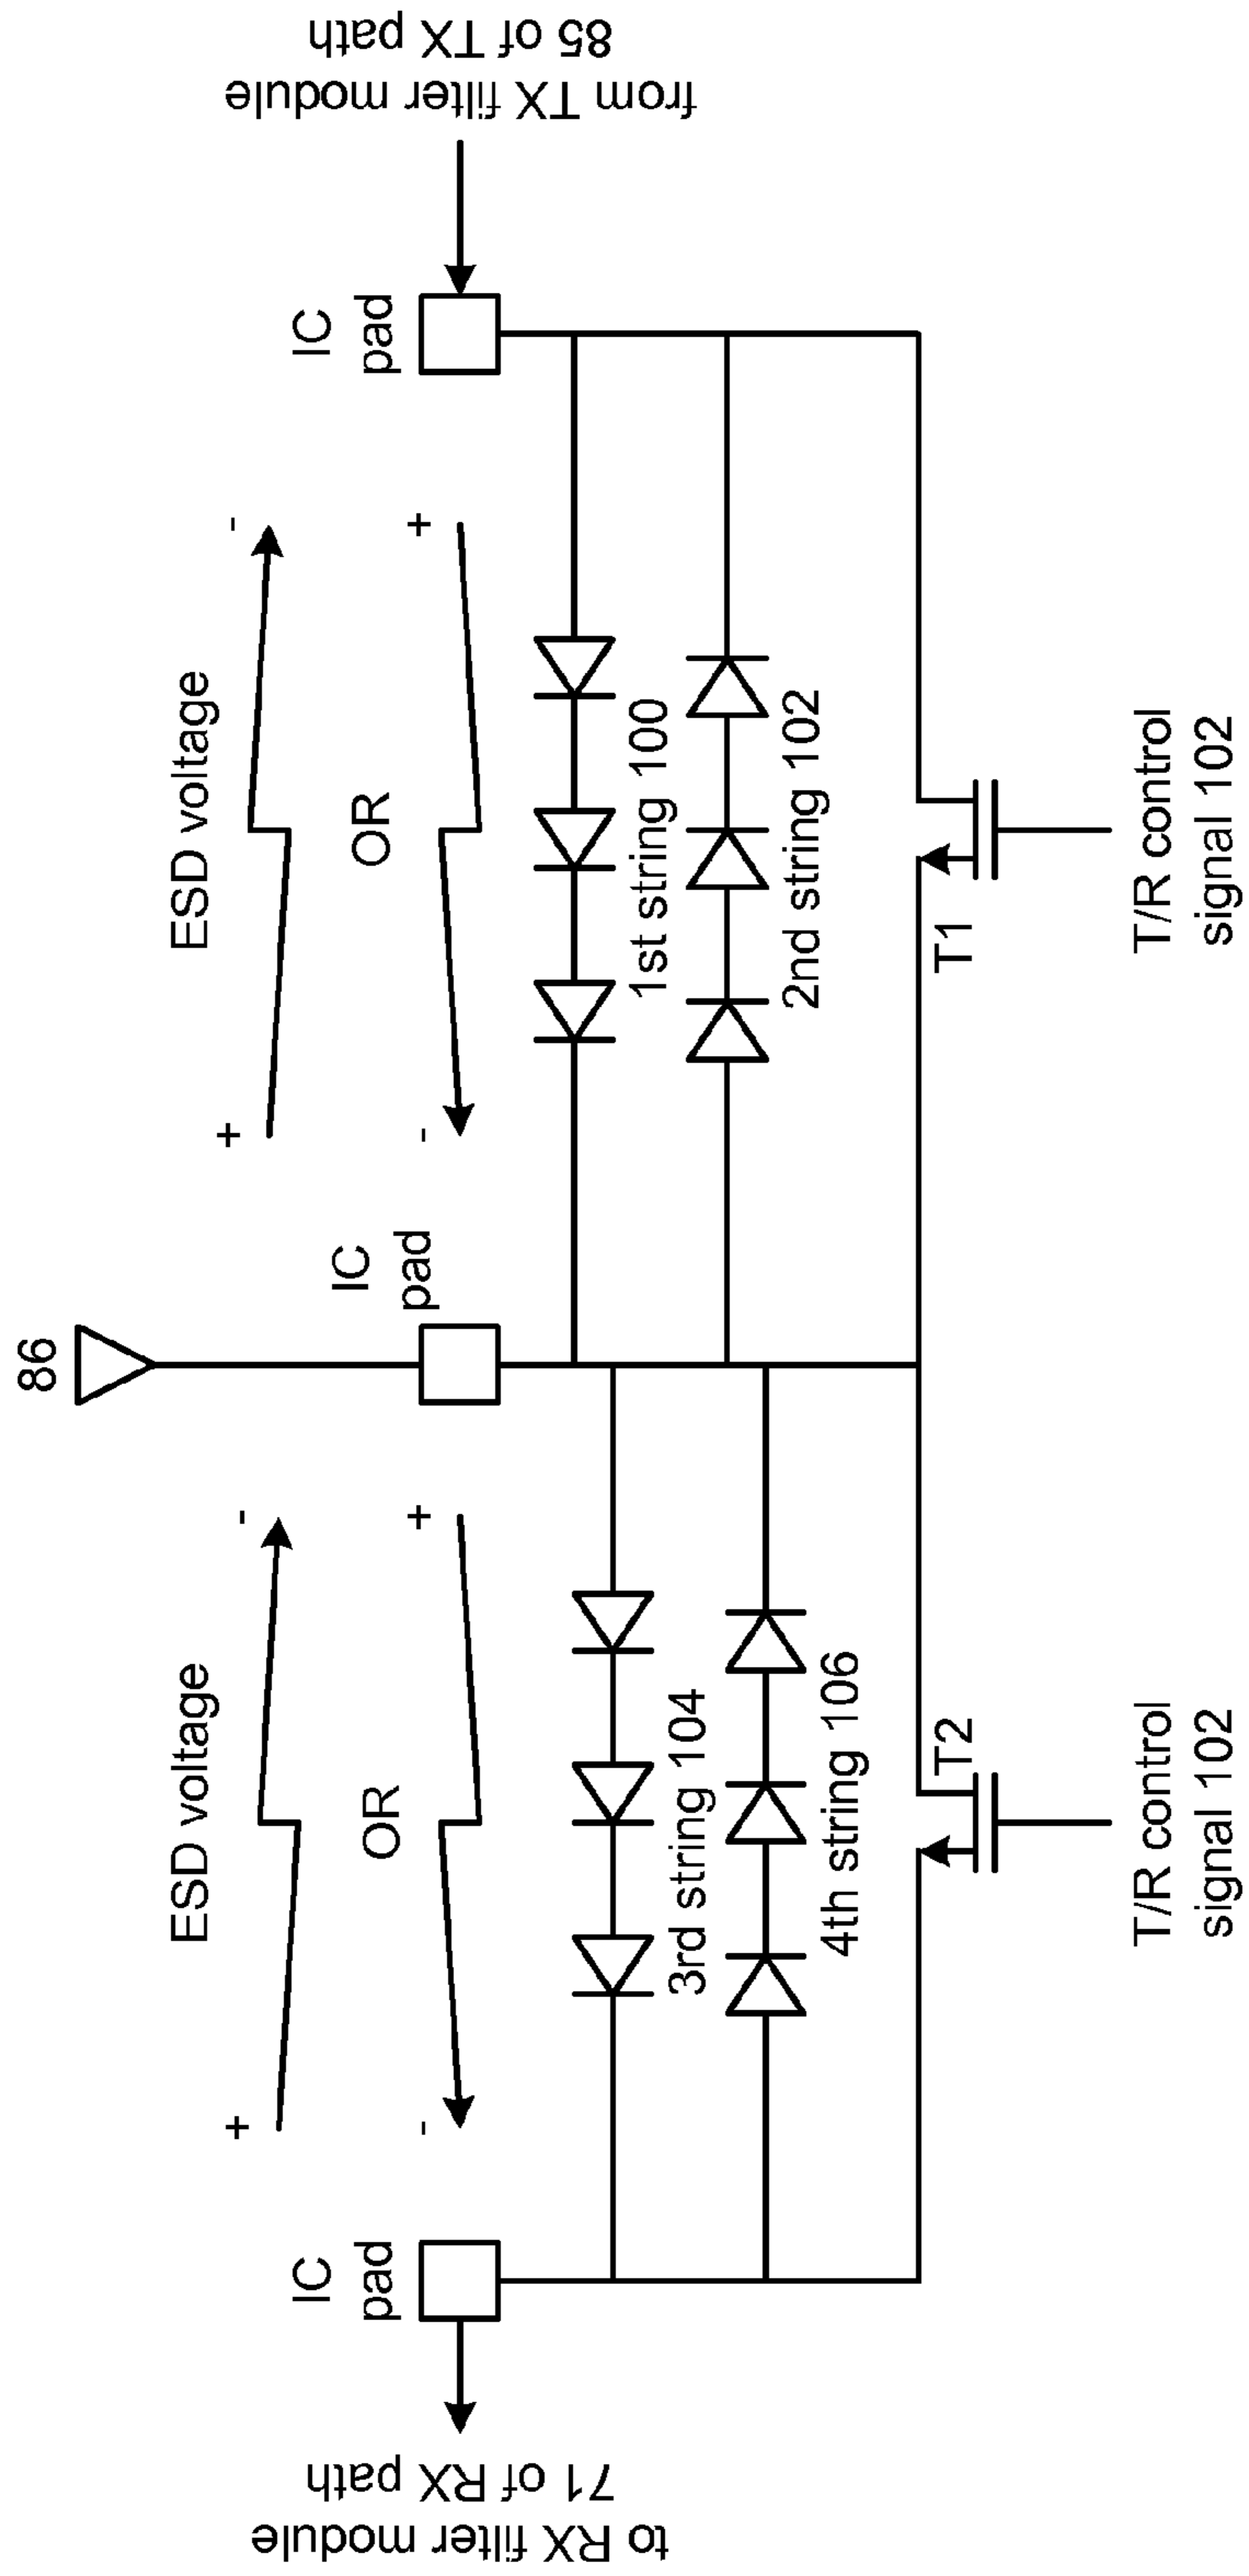 86
ESD voltage
ESD voltage
+
-
+
-
OR
OR
-
+
-
+
IC
pad
IC
pad
IC
pad
to RX filter module
71 of RX path
from TX filter module
85 of TX path
3rd string 104
1st string 100
4th string 106
2nd string 102
T2
T1
T/R control
signal 102
T/R control
signal 102